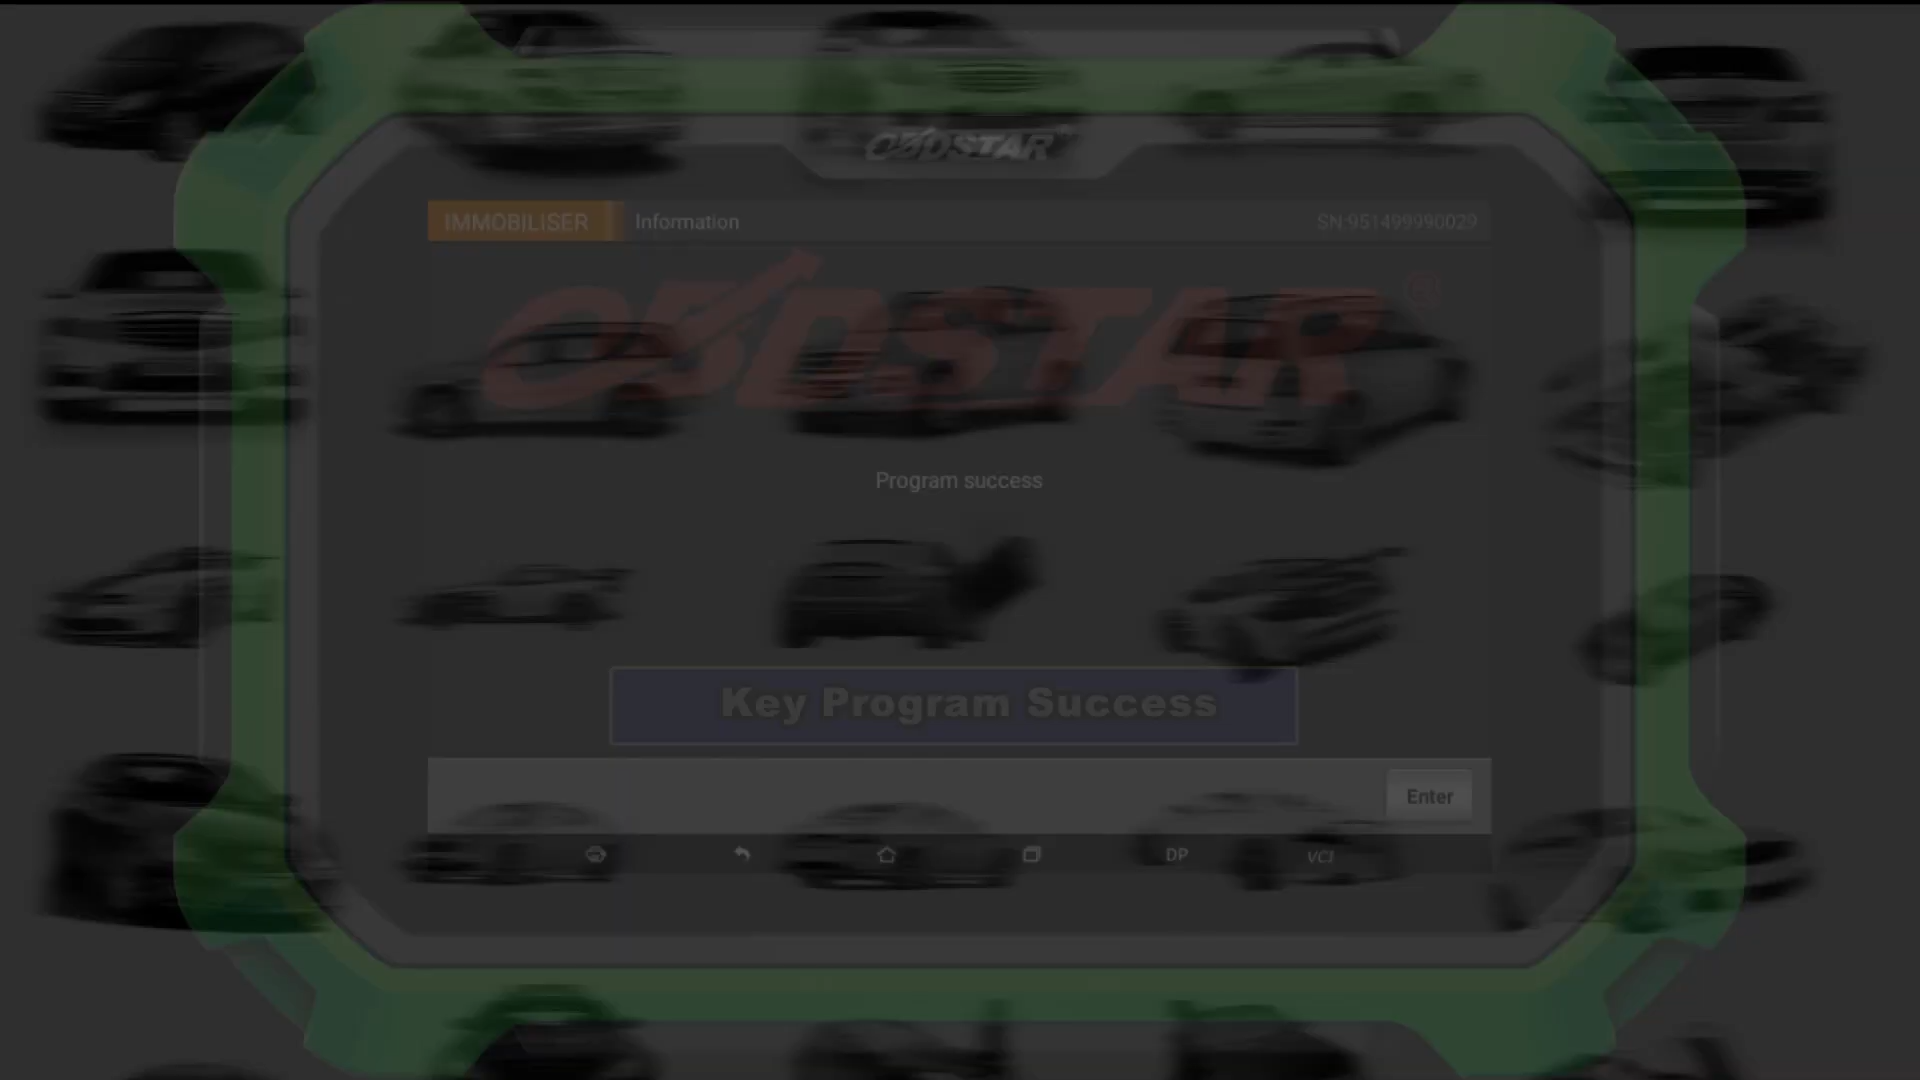 OBDSTAR®
IMMOBILISER Information SN:951499990029
OBDSTAR®
Program success
Key Program Success
Enter
DP VCI